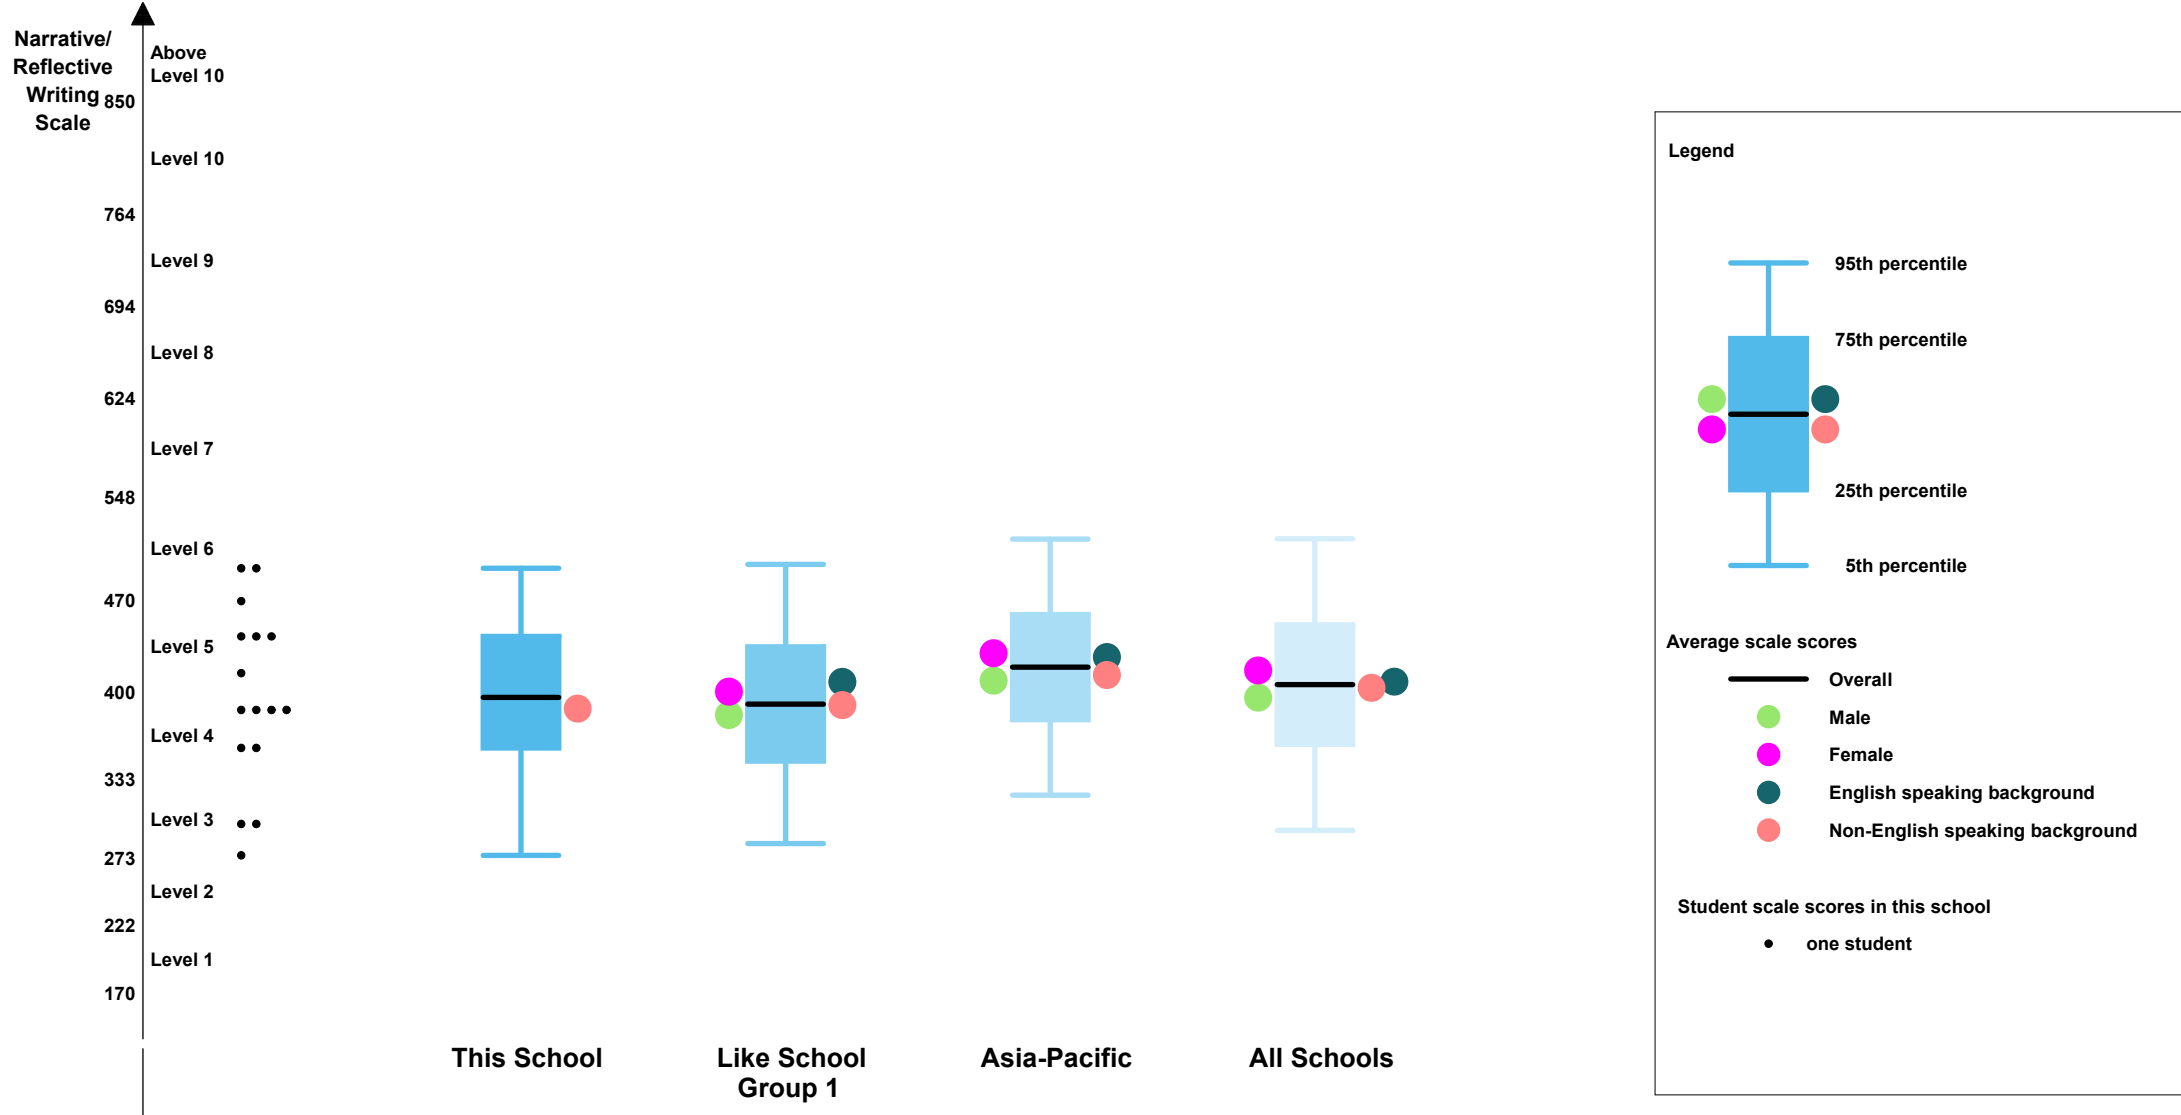 Narrative/
Reflective
Writing
Scale
Above
Level 10
850
Level 10
764
Level 9
694
Level 8
624
Level 7
548
Level 6
470
Level 5
400
Level 4
333
Level 3
273
Level 2
222
Level 1
170
This School
Like School
Group 1
Asia-Pacific
All Schools
Legend
95th percentile
75th percentile
25th percentile
5th percentile
Average scale scores
Overall
Male
Female
English speaking background
Non-English speaking background
Student scale scores in this school
one student